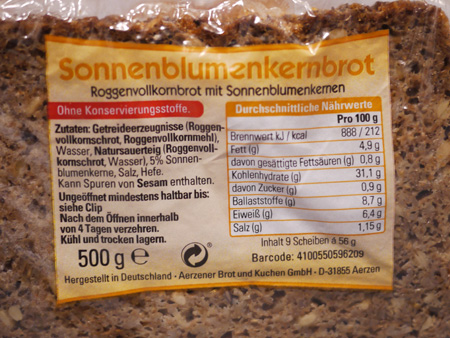 Sonnenblumenkernbrot
Roggenvollkornbrot mit Sonnenblumenkernen
Ohne Konservierungsstoffe.
Zutaten: Getreideerzeugnisse (Roggen-
vollkornschrot, Roggenvollkornmehl),
Wasser, Natursauerteig (Roggenvoll-
kornschrot, Wasser), 5% Sonnen-
blumenkerne, Salz, Hefe.
Kann Spuren von Sesam enthalten.
Ungeöffnet mindestens haltbar bis:
siehe Clip
Nach dem Öffnen innerhalb
von 4 Tagen verzehren.
Kühl und trocken lagern.
500 g e
Durchschnittliche Nährwerte
Pro 100 g
Brennwert kJ / kcal 888 / 212
Fett (g) 4,9 g
davon gesättigte Fettsäuren (g) 0,8 g
Kohlenhydrate (g) 31,1 g
davon Zucker (g) 0,9 g
Ballaststoffe (g) 8,7 g
Eiweiß (g) 6,4 g
Salz (g) 1,15 g
Inhalt 9 Scheiben à 56 g
Barcode: 4100550596209
Hergestellt in Deutschland - Aerzener Brot und Kuchen GmbH - D-31855 Aerzen